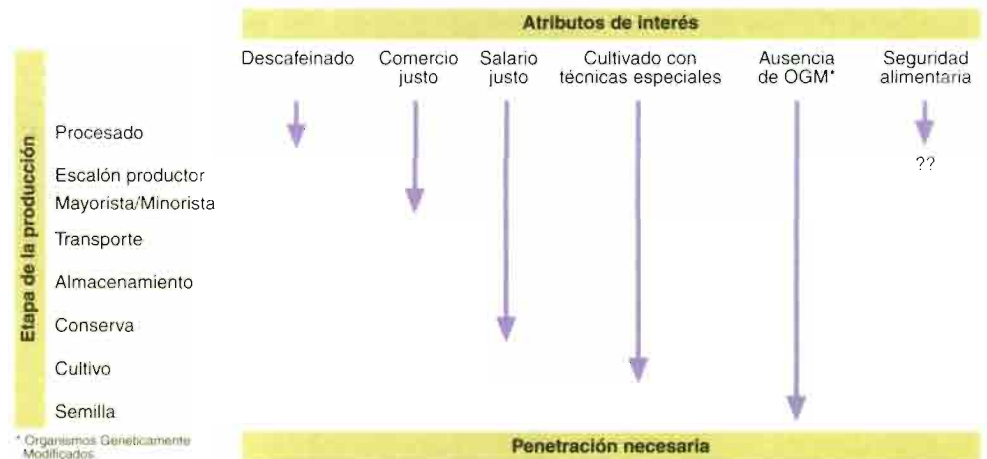 Atributos de interés
Descafeinado
Comercio
justo
Salario
justo
Cultivado con
técnicas especiales
Ausencia
de OGM*
Seguridad
alimentaria
Etapa de la producción
Procesado
Escalón productor
Mayorista/Minorista
Transporte
Almacenamiento
Conserva
Cultivo
Semilla
??
* Organismos Geneticamente
Modificados
Penetración necesaria